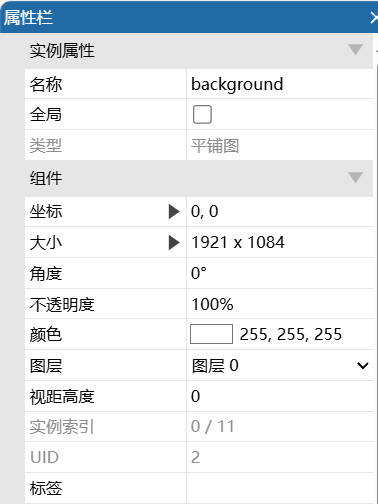 属性栏
实例属性
名称 background
全局
类型 平铺图
组件
坐标 0, 0
大小 1921 x 1084
角度 0°
不透明度 100%
颜色 255, 255, 255
图层 图层 0
视距高度 0
实例索引 0 / 11
UID 2
标签